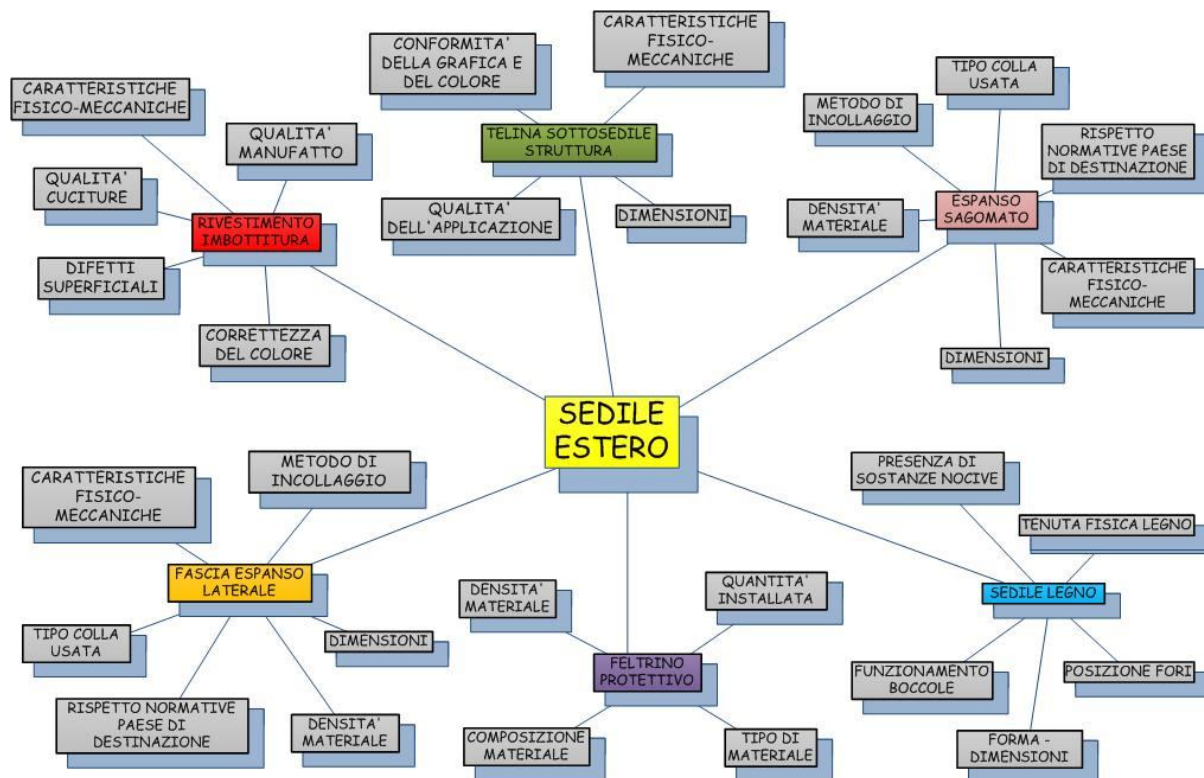 CARATTERISTICHE
FISICO-MECCANICHE
QUALITA'
MANUFATTO
QUALITA'
CUCITURE
RIVESTIMENTO
IMBOTTITURA
DIFETTI
SUPERFICIALI
CORRETTEZZA
DEL COLORE
CONFORMITA'
DELLA GRAFICA E
DEL COLORE
CARATTERISTICHE
FISICO-
MECCANICHE
TELINA SOTTOSEDILE
STRUTTURA
QUALITA'
DELL'APPLICAZIONE
DIMENSIONI
TIPO COLLA
USATA
METODO DI
INCOLLAGGIO
RISPETTO
NORMATIVE PAESE
DI DESTINAZIONE
ESPANSO
SAGOMATO
DENSITA'
MATERIALE
CARATTERISTICHE
FISICO-
MECCANICHE
DIMENSIONI
SEDILE
ESTERO
CARATTERISTICHE
FISICO-
MECCANICHE
METODO DI
INCOLLAGGIO
FASCIA ESPANSO
LATERALE
TIPO COLLA
USATA
DIMENSIONI
RISPETTO NORMATIVE
PAESE DI
DESTINAZIONE
DENSITA'
MATERIALE
DENSITA'
MATERIALE
QUANTITA'
INSTALLATA
FELTRINO
PROTETTIVO
COMPOSIZIONE
MATERIALE
TIPO DI
MATERIALE
PRESENZA DI
SOSTANZE NOCIVE
TENUTA FISICA LEGNO
SEDILE LEGNO
FUNZIONAMENTO
BOCCOLE
POSIZIONE FORI
FORMA -
DIMENSIONI